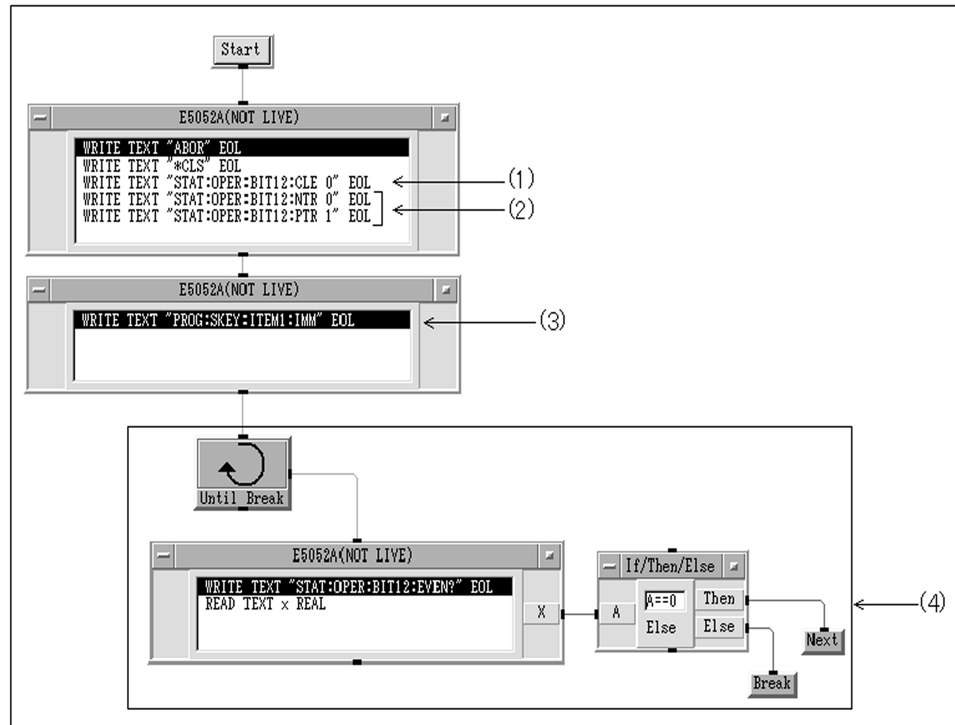 Start
E5052A(NOT LIVE)
WRITE TEXT "ABOR" EOL
WRITE TEXT "*CLS" EOL
WRITE TEXT "STAT:OPER:BIT12:CLE 0" EOL
(1)
WRITE TEXT "STAT:OPER:BIT12:NTR 0" EOL
WRITE TEXT "STAT:OPER:BIT12:PTR 1" EOL
(2)
E5052A(NOT LIVE)
WRITE TEXT "PROG:SKEY:ITEM1:IMM" EOL
(3)
Until Break
E5052A(NOT LIVE)
WRITE TEXT "STAT:OPER:BIT12:EVEN?" EOL
READ TEXT x REAL
X
If/Then/Else
A
A==0
Then
Else
Else
(4)
Next
Break